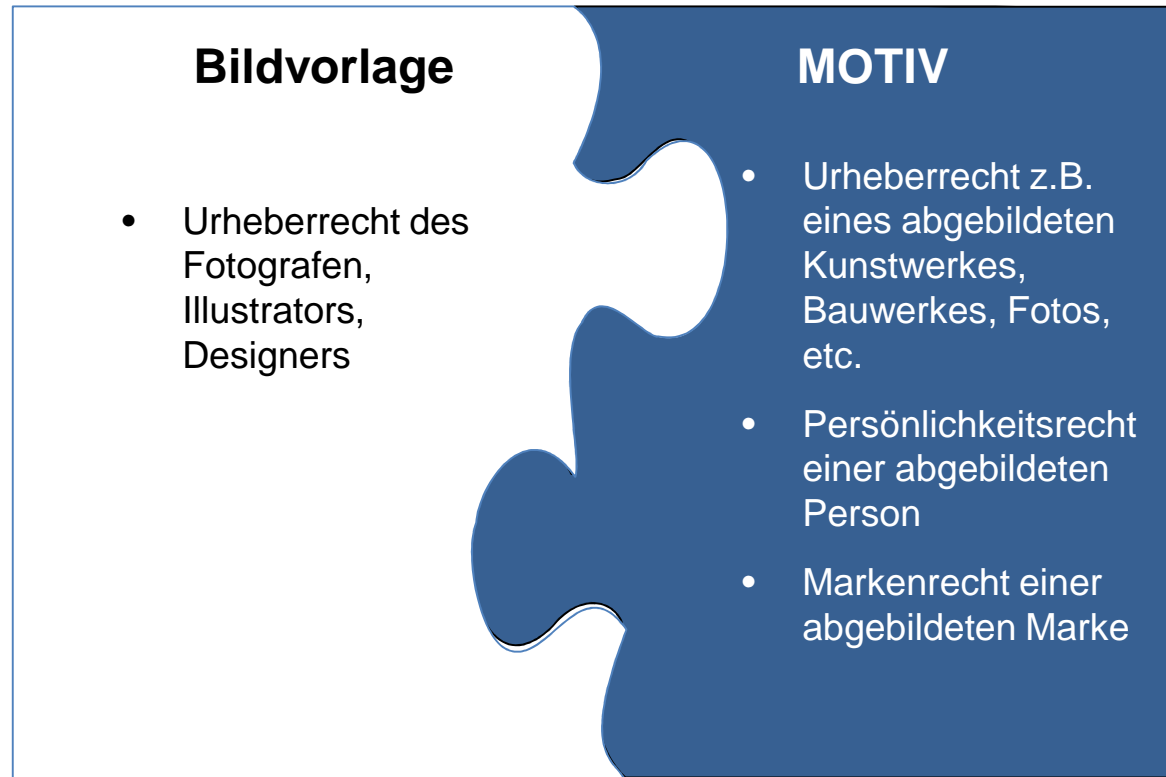 Bildvorlage
• Urheberrecht des
Fotografen,
Illustrators,
Designers
MOTIV
• Urheberrecht z.B.
eines abgebildeten
Kunstwerkes,
Bauwerkes, Fotos,
etc.
• Persönlichkeitsrecht
einer abgebildeten
Person
• Markenrecht einer
abgebildeten Marke